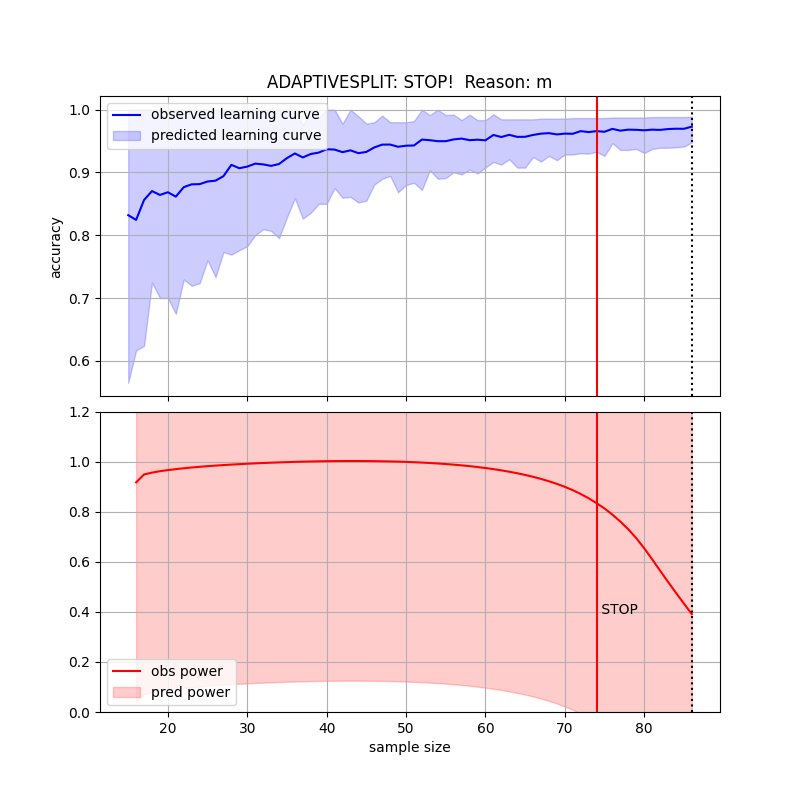 ADAPTIVESPLIT: STOP!  Reason: m
1.0
0.9
0.8
0.7
0.6
accuracy
observed learning curve
predicted learning curve
1.2
1.0
0.8
0.6
0.4
0.2
0.0
STOP
obs power
pred power
20
30
40
50
60
70
80
sample size